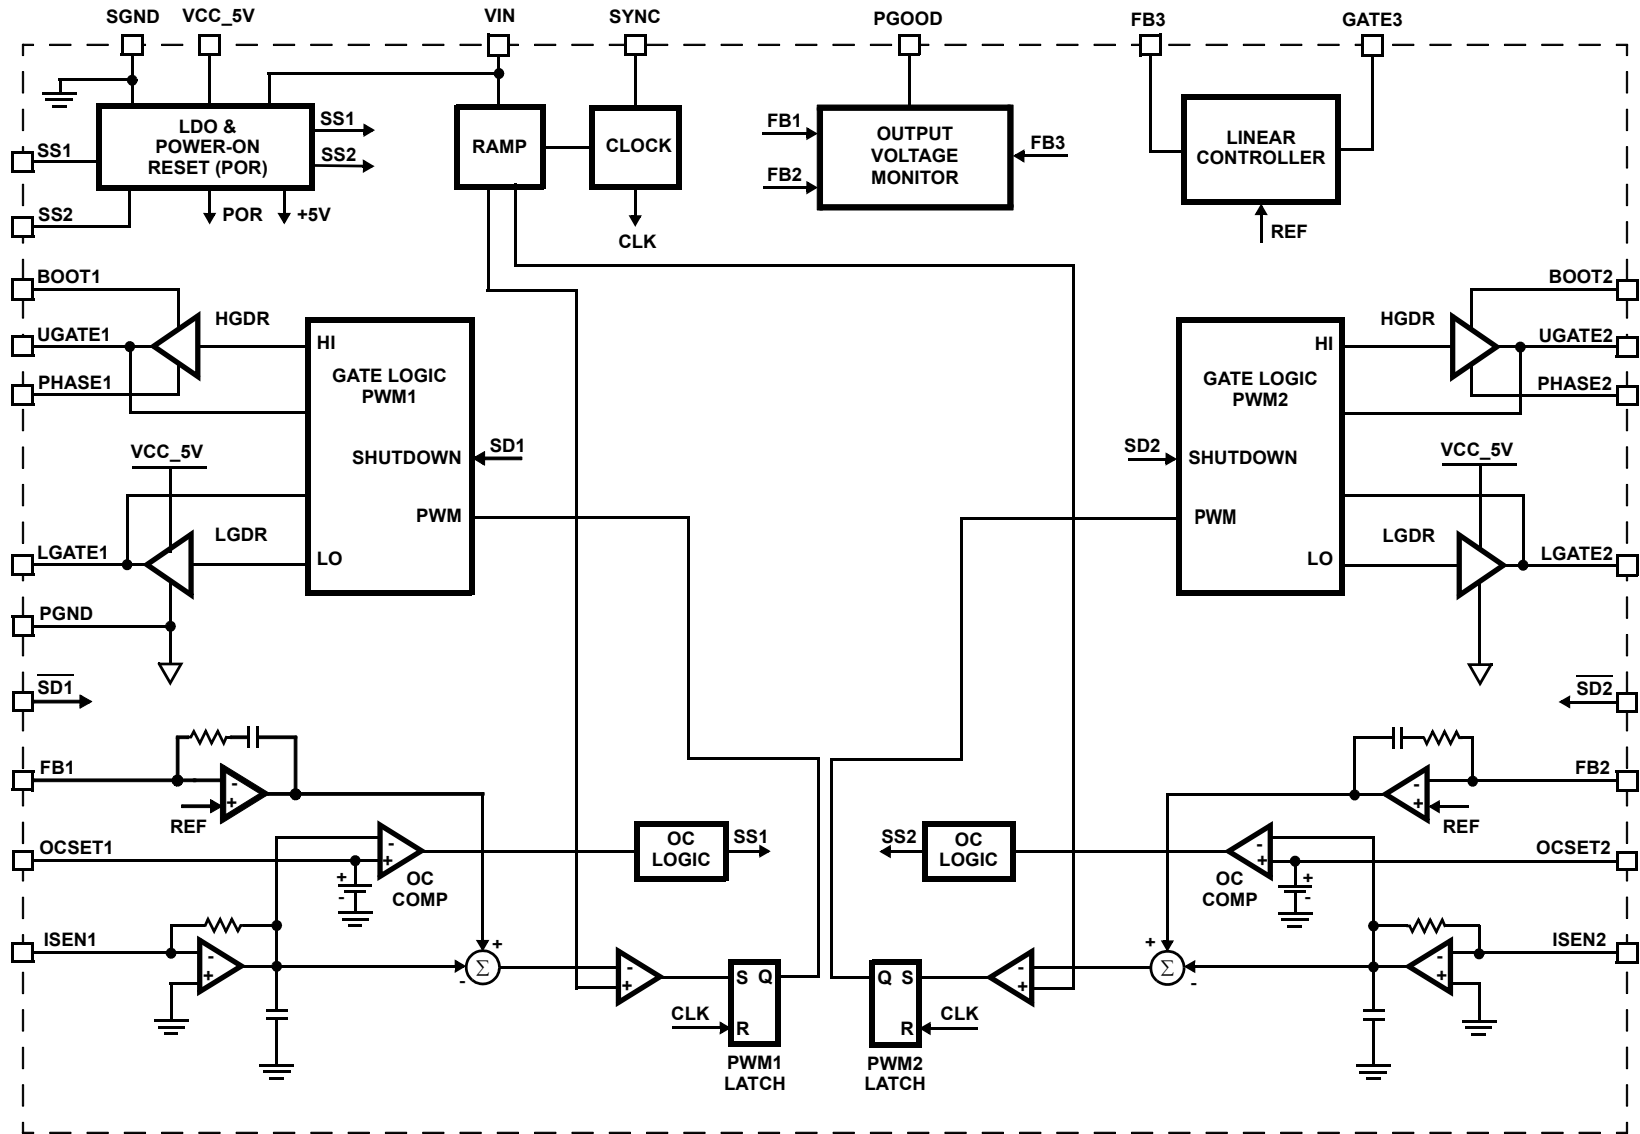 SGND VCC_5V VIN SYNC PGOOD FB3 GATE3
LDO &
POWER-ON
RESET (POR)
SS1
SS2
SS1
SS2
POR
+5V
RAMP
CLOCK
CLK
FB1
FB2
OUTPUT
VOLTAGE
MONITOR
FB3
LINEAR
CONTROLLER
REF
BOOT1
UGATE1
PHASE1
HGDR
HI
GATE LOGIC
PWM1
SHUTDOWN
SD1
PWM
LO
VCC_5V
LGDR
LGATE1
PGND
SD1
BOOT2
UGATE2
PHASE2
HGDR
HI
GATE LOGIC
PWM2
SD2
SHUTDOWN
PWM
LO
VCC_5V
LGDR
LGATE2
SD2
FB1
-
+
REF
OCSET1
-
+
+
-
OC
COMP
OC
LOGIC
SS1
ISEN1
-
+
+
Σ
-
-
+
S Q
CLK
R
PWM1
LATCH
FB2
-
+
REF
OCSET2
-
+
+
-
OC
COMP
OC
LOGIC
SS2
ISEN2
-
+
+
Σ
-
-
+
Q S
R
CLK
PWM2
LATCH